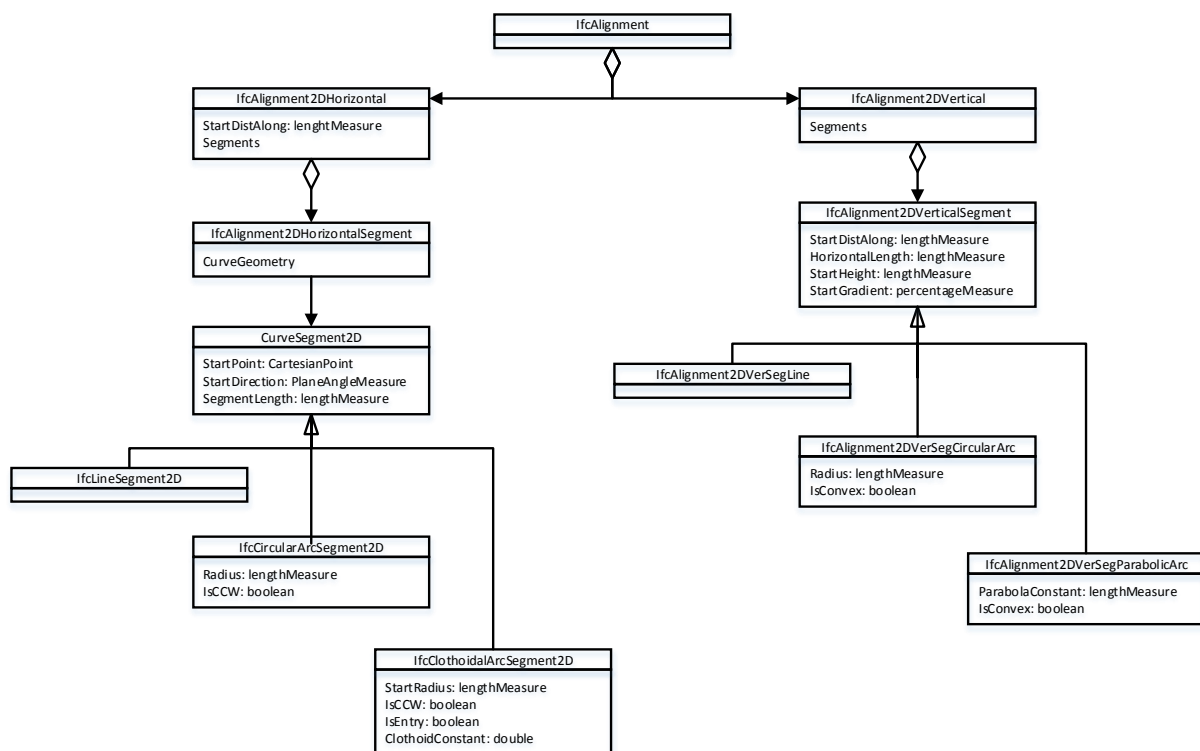 IfcAlignment
IfcAlignment2DHorizontal
StartDistAlong: lenghtMeasure
Segments
IfcAlignment2DVertical
Segments
IfcAlignment2DHorizontalSegment
CurveGeometry
IfcAlignment2DVerticalSegment
StartDistAlong: lengthMeasure
HorizontalLength: lengthMeasure
StartHeight: lengthMeasure
StartGradient: percentageMeasure
CurveSegment2D
StartPoint: CartesianPoint
StartDirection: PlaneAngleMeasure
SegmentLength: lengthMeasure
IfcAlignment2DVerSegLine
IfcAlignment2DVerSegCircularArc
Radius: lengthMeasure
IsConvex: boolean
IfcLineSegment2D
IfcCircularArcSegment2D
Radius: lengthMeasure
IsCCW: boolean
IfcAlignment2DVerSegParabolicArc
ParabolaConstant: lengthMeasure
IsConvex: boolean
IfcClothoidalArcSegment2D
StartRadius: lengthMeasure
IsCCW: boolean
IsEntry: boolean
ClothoidConstant: double